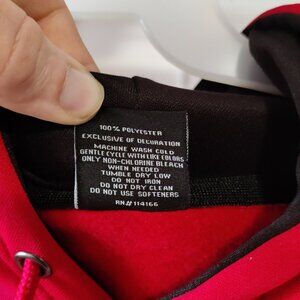 100% POLYESTER
EXCLUSIVE OF DECORATION
MACHINE WASH COLD
GENTLE CYCLE WITH LIKE COLORS
ONLY NON-CHLORINE BLEACH
WHEN NEEDED
TUMBLE DRY LOW
DO NOT IRON
DO NOT DRY CLEAN
DO NOT USE SOFTENERS
RN# 114166